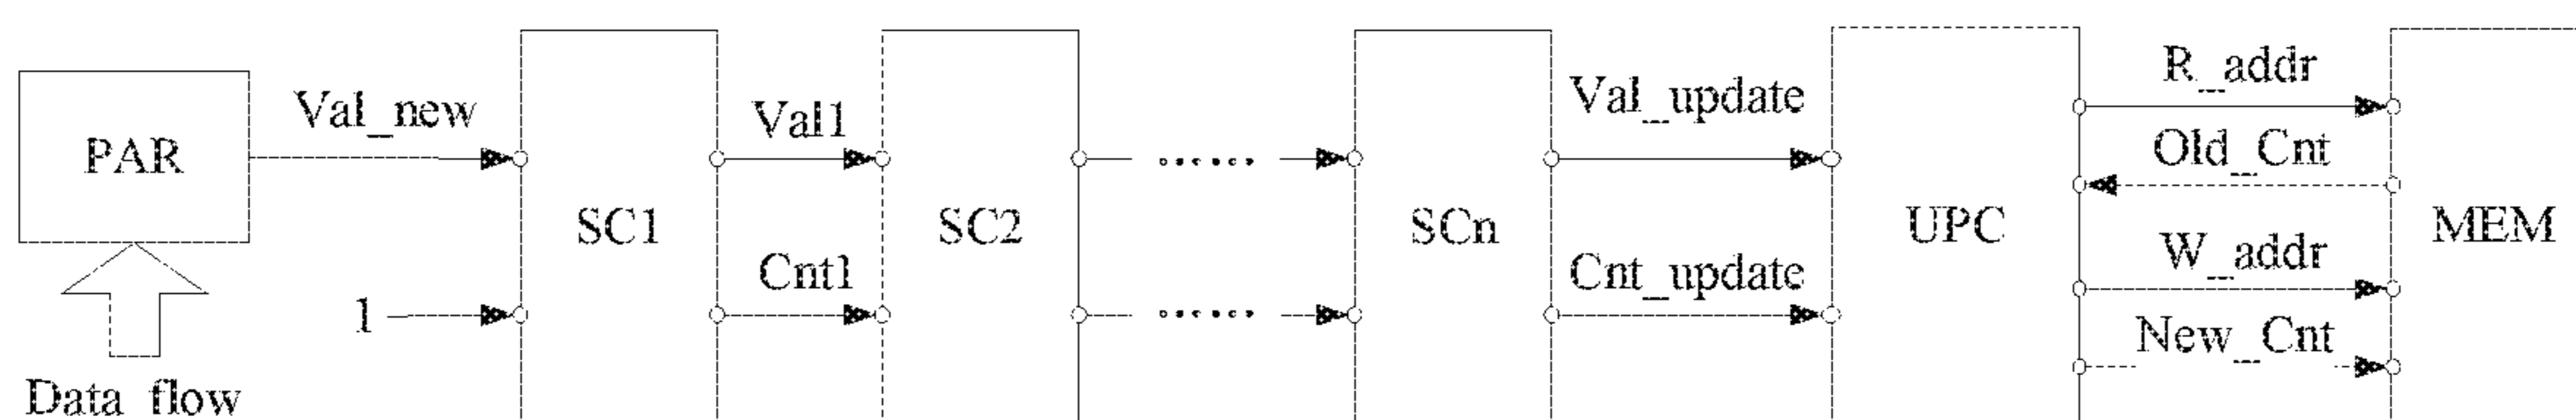 PAR
Data flow
Val_new
1
SC1
Val1
Cnt1
SC2
......
......
SCn
Val_update
Cnt_update
UPC
R_addr
Old_Cnt
W_addr
New_Cnt
MEM